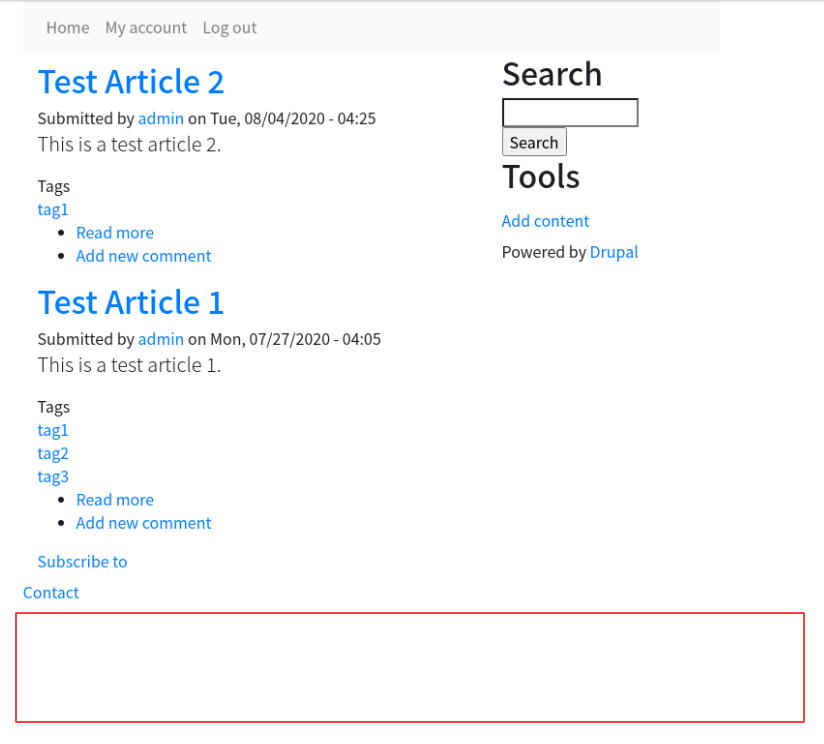 Home My account Log out
Test Article 2
Submitted by admin on Tue, 08/04/2020 - 04:25
This is a test article 2.
Tags
tag1
Read more
Add new comment
Test Article 1
Submitted by admin on Mon, 07/27/2020 - 04:05
This is a test article 1.
Tags
tag1
tag2
tag3
Read more
Add new comment
Subscribe to
Contact
Search
Search
Tools
Add content
Powered by Drupal